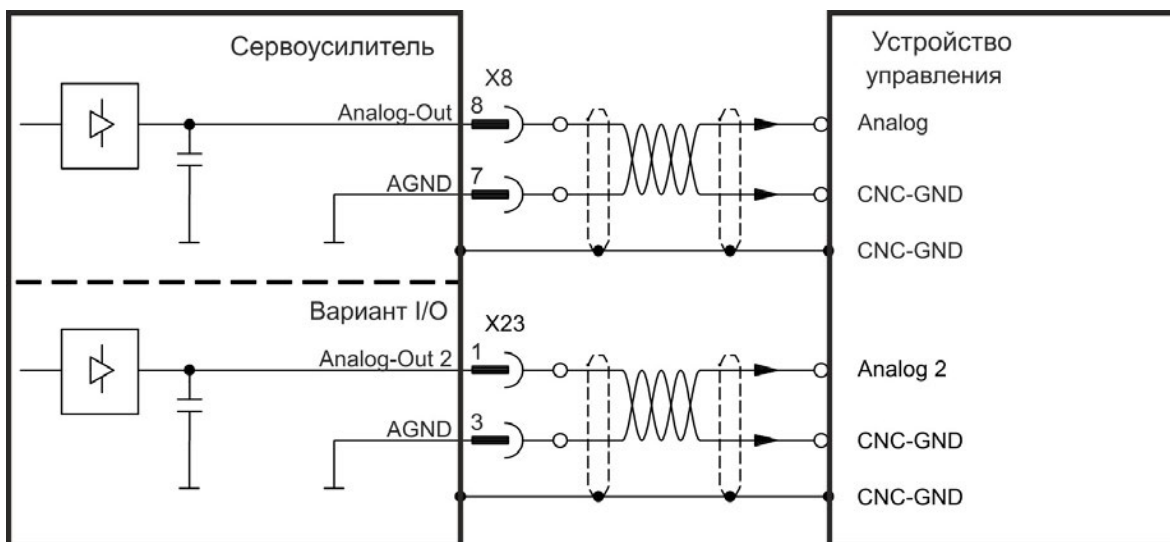 Сервоусилитель
X8
Устройство
управления
Analog-Out 8
Analog
AGND 7
CNC-GND
CNC-GND
Вариант I/O
X23
Analog-Out 2 1
Analog 2
AGND 3
CNC-GND
CNC-GND